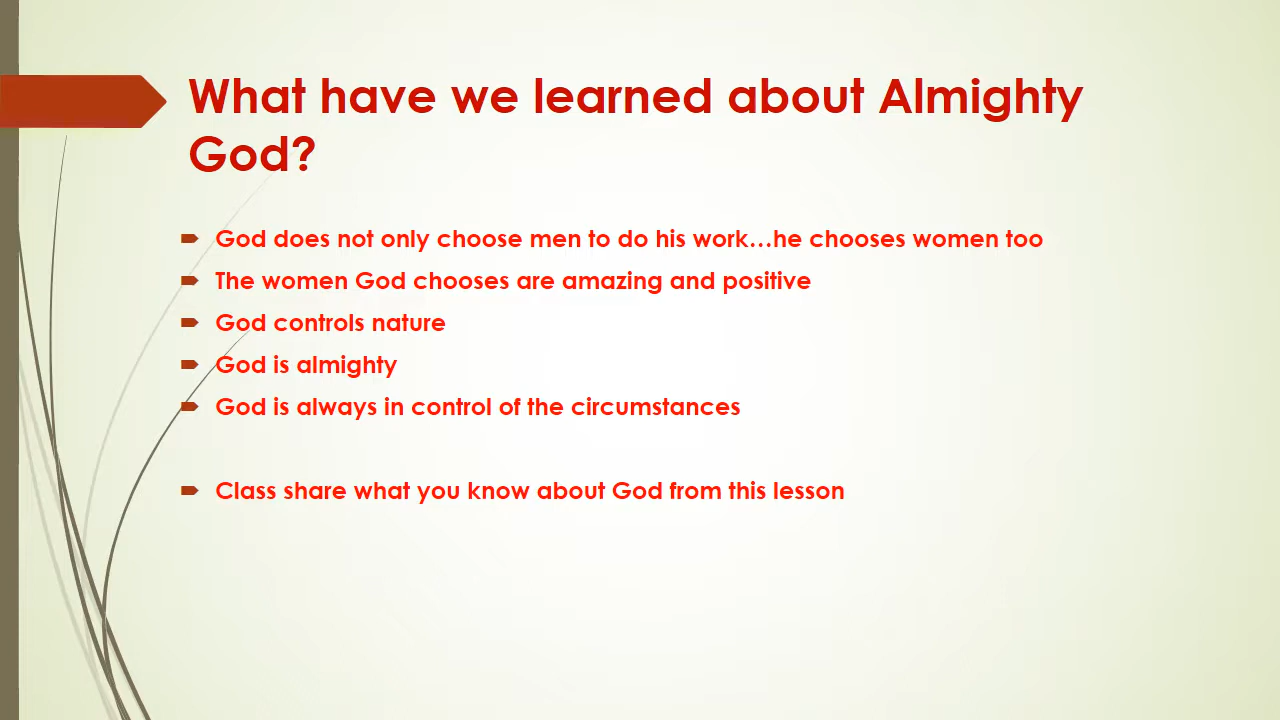 What have we learned about Almighty
God?
God does not only choose men to do his work...he chooses women too
The women God chooses are amazing and positive
God controls nature
God is almighty
God is always in control of the circumstances
Class share what you know about God from this lesson